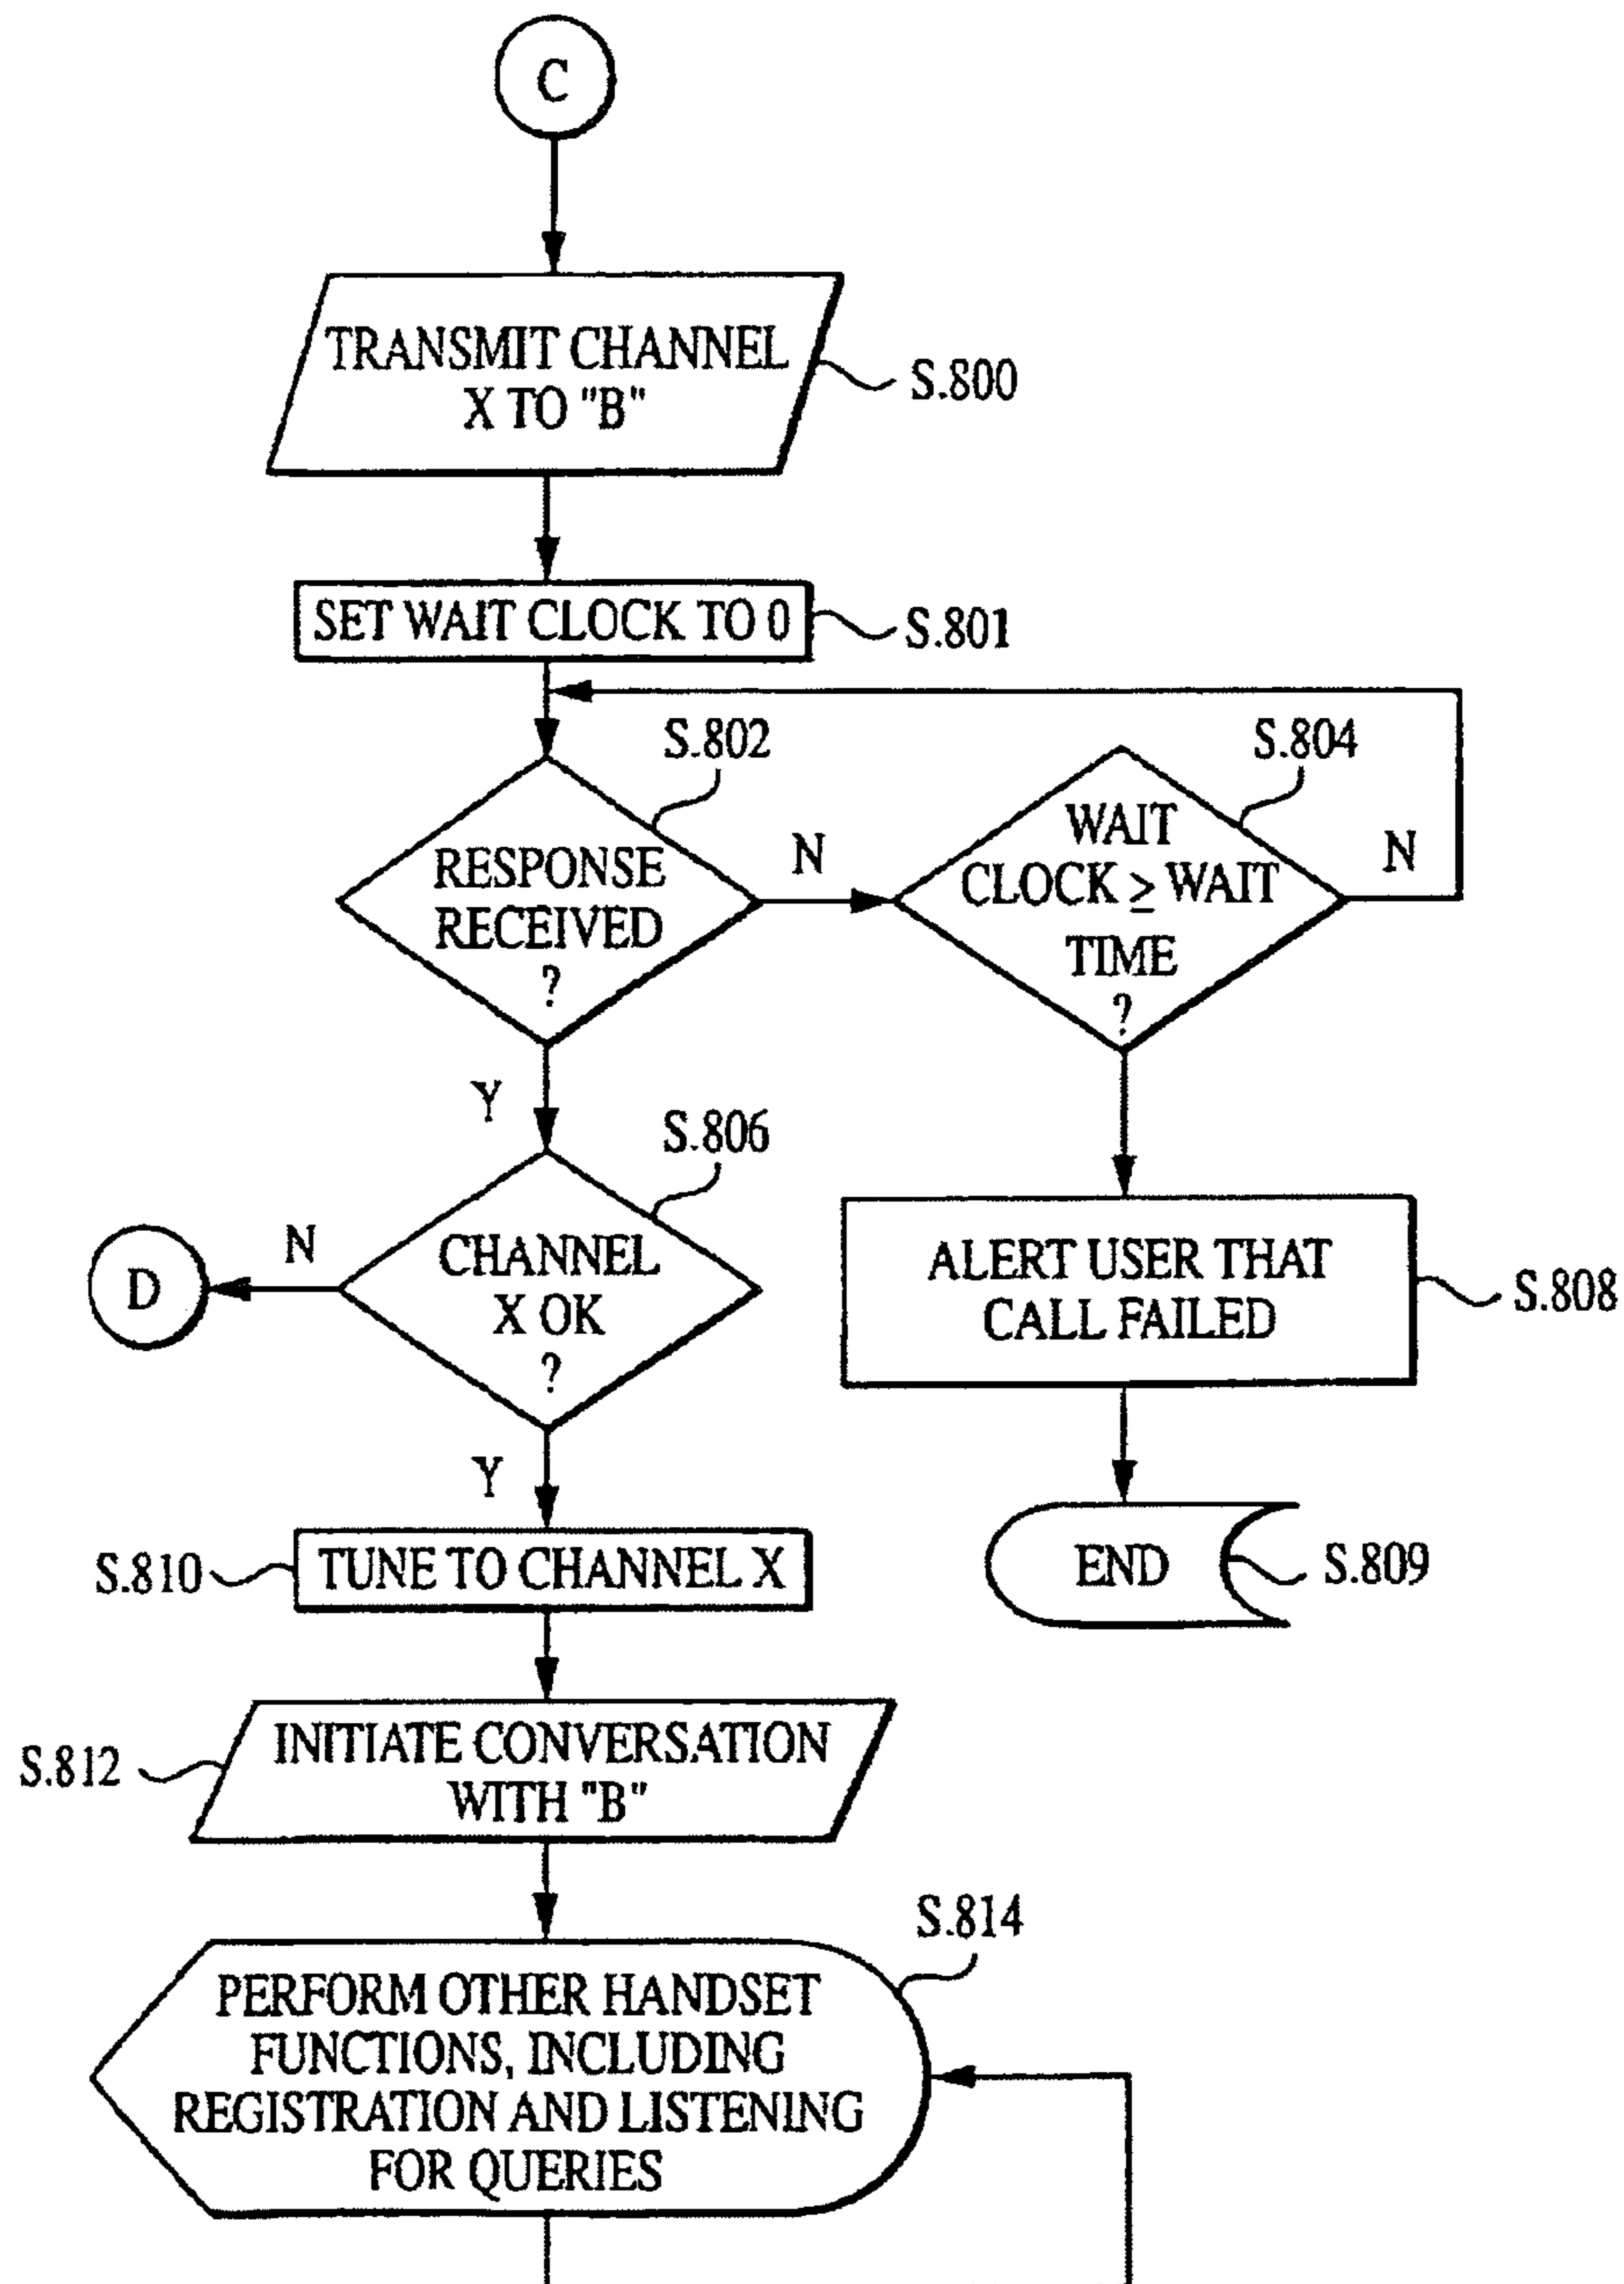 C
TRANSMIT CHANNEL
X TO "B"
S.800
SET WAIT CLOCK TO 0
S.801
S.802
RESPONSE
RECEIVED
?
N
Y
S.804
WAIT
CLOCK ≥ WAIT
TIME
?
N
S.806
CHANNEL
X OK
?
N
D
Y
ALERT USER THAT
CALL FAILED
S.808
END
S.809
S.810
TUNE TO CHANNEL X
S.812
INITIATE CONVERSATION
WITH "B"
S.814
PERFORM OTHER HANDSET
FUNCTIONS, INCLUDING
REGISTRATION AND LISTENING
FOR QUERIES